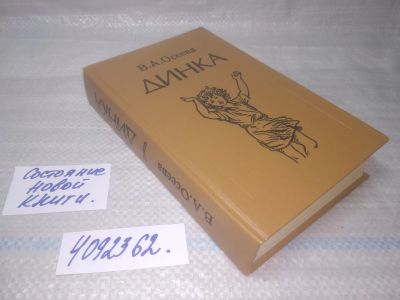 В.А.Осеева
ДИНКА
В.А.Осеева ДИНКА
Состояние
новой
книги.
4092362.